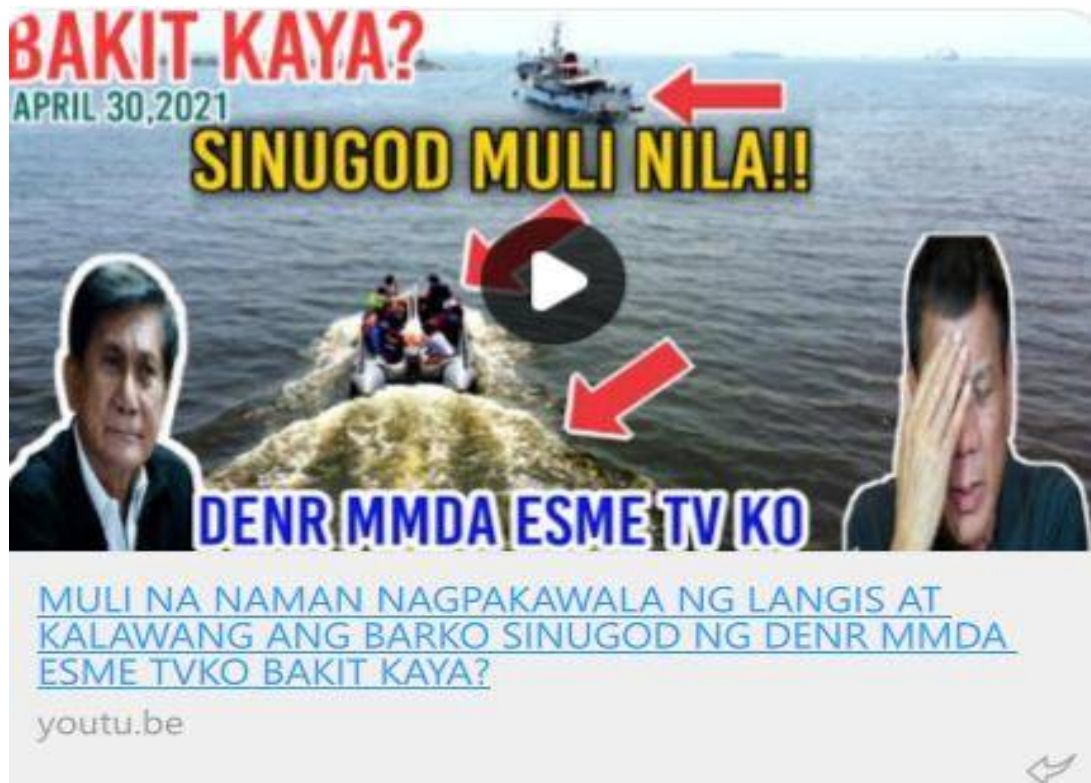 BAKIT KAYA?
APRIL 30,2021
SINUGOD MULI NILA!!
DENR MMDA ESME TV KO
MULI NA NAMAN NAGPAKAWALA NG LANGIS AT
KALAWANG ANG BARKO SINUGOD NG DENR MMDA
ESME TVKO BAKIT KAYA?
youtu.be